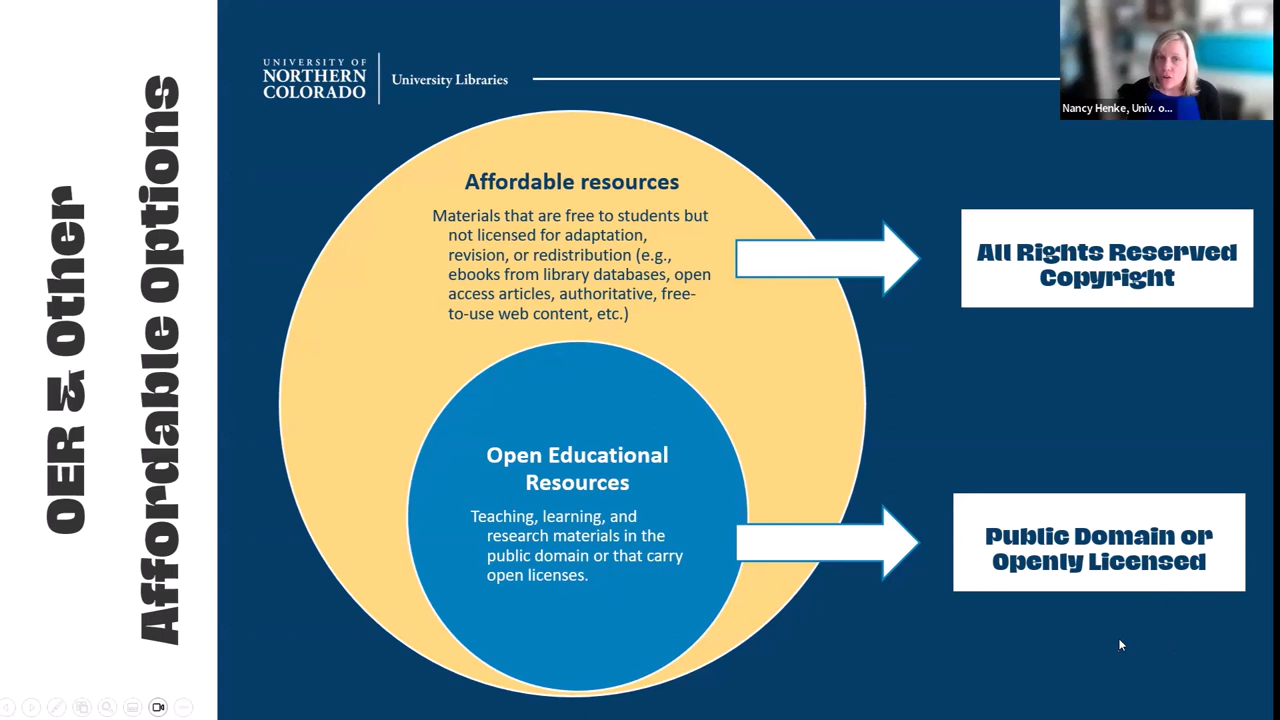 OER & Other
Affordable Options
UNIVERSITY OF
NORTHERN
COLORADO
University Libraries
Nancy Henke, Univ. o...
Affordable resources
Materials that are free to students but
not licensed for adaptation,
revision, or redistribution (e.g.,
ebooks from library databases, open
access articles, authoritative, free-
to-use web content, etc.)
All Rights Reserved
Copyright
Open Educational
Resources
Teaching, learning, and
research materials in the
public domain or that carry
open licenses.
Public Domain or
Openly Licensed